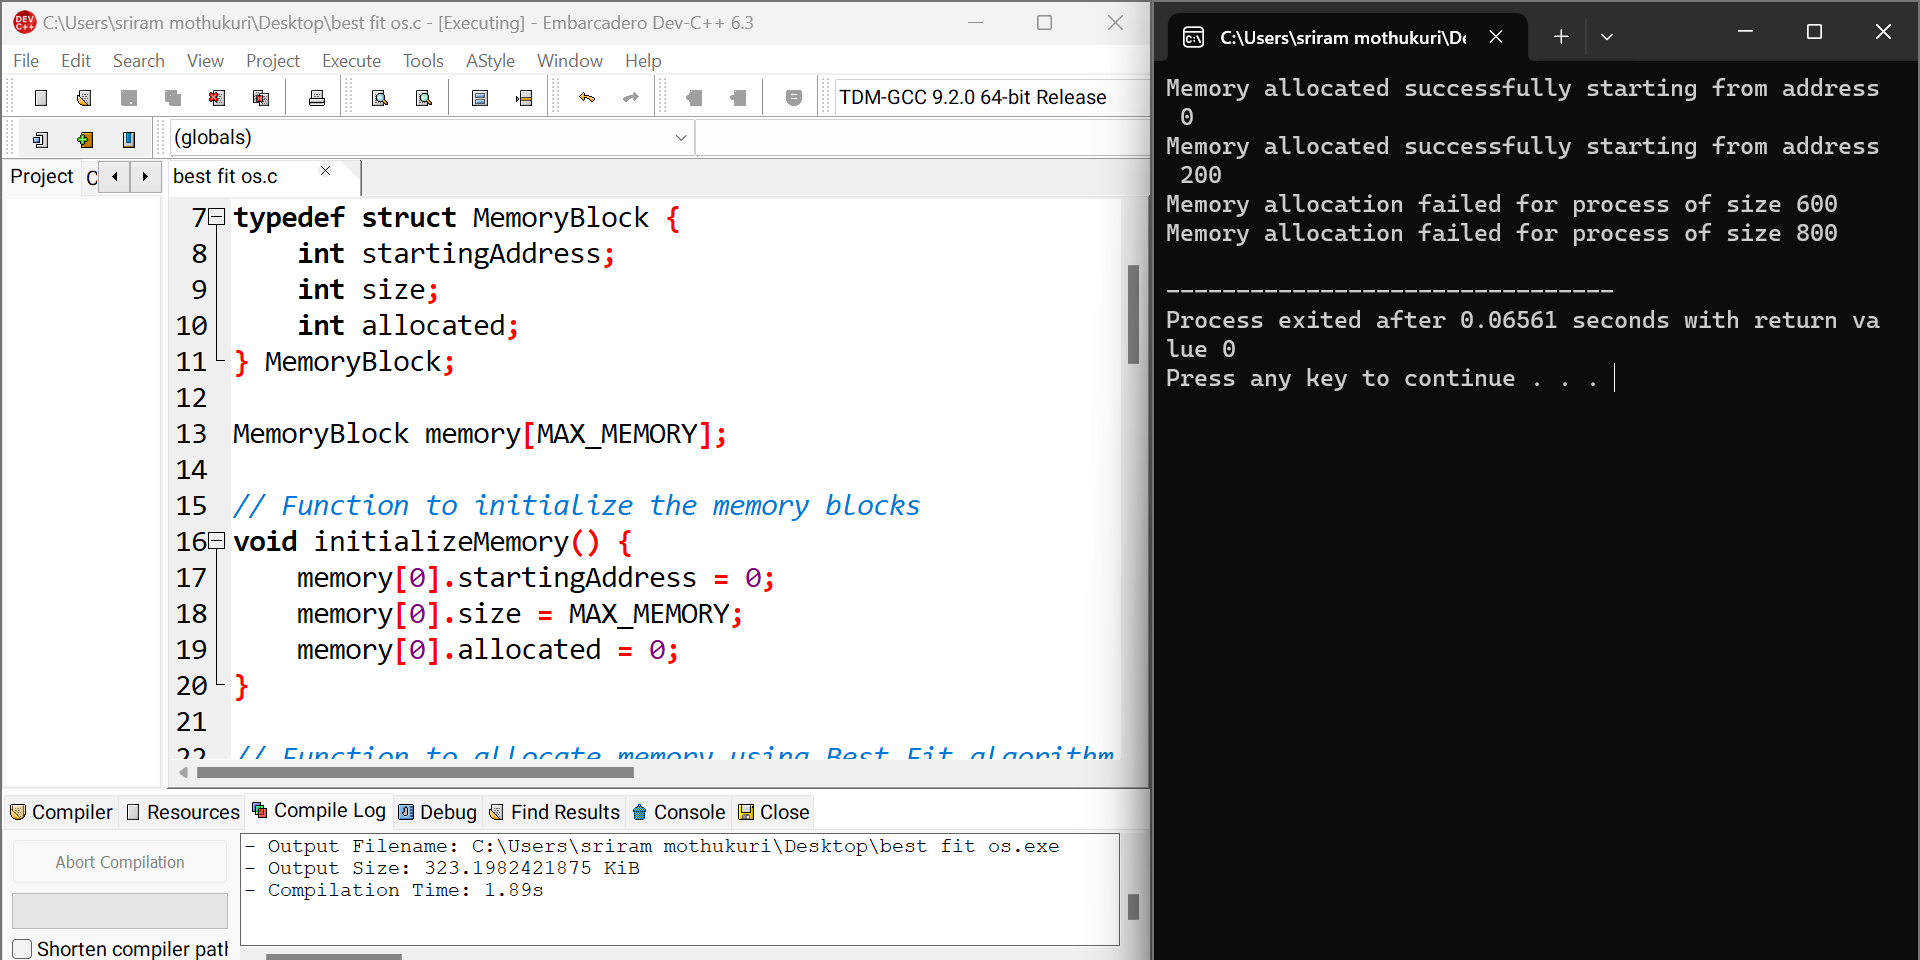 C:\Users\sriram mothukuri\Desktop\best fit os.c - [Executing] - Embarcadero Dev-C++ 6.3
File Edit Search View Project Execute Tools AStyle Window Help
TDM-GCC 9.2.0 64-bit Release
(globals)
Project
best fit os.c
7 typedef struct MemoryBlock {
8 int startingAddress;
9 int size;
10 int allocated;
11 } MemoryBlock;
12
13 MemoryBlock memory[MAX_MEMORY];
14
15 // Function to initialize the memory blocks
16 void initializeMemory() {
17 memory[0].startingAddress = 0;
18 memory[0].size = MAX_MEMORY;
19 memory[0].allocated = 0;
20 }
21
22 // Function to allocate memory using Best Fit algorithm
Compiler Resources Compile Log Debug Find Results Console Close
Abort Compilation
Shorten compiler path
- Output Filename: C:\Users\sriram mothukuri\Desktop\best fit os.exe
- Output Size: 323.1982421875 KiB
- Compilation Time: 1.89s
C:\Users\sriram mothukuri\De
Memory allocated successfully starting from address
0
Memory allocated successfully starting from address
200
Memory allocation failed for process of size 600
Memory allocation failed for process of size 800
--------------------------------
Process exited after 0.06561 seconds with return va
lue 0
Press any key to continue . . .